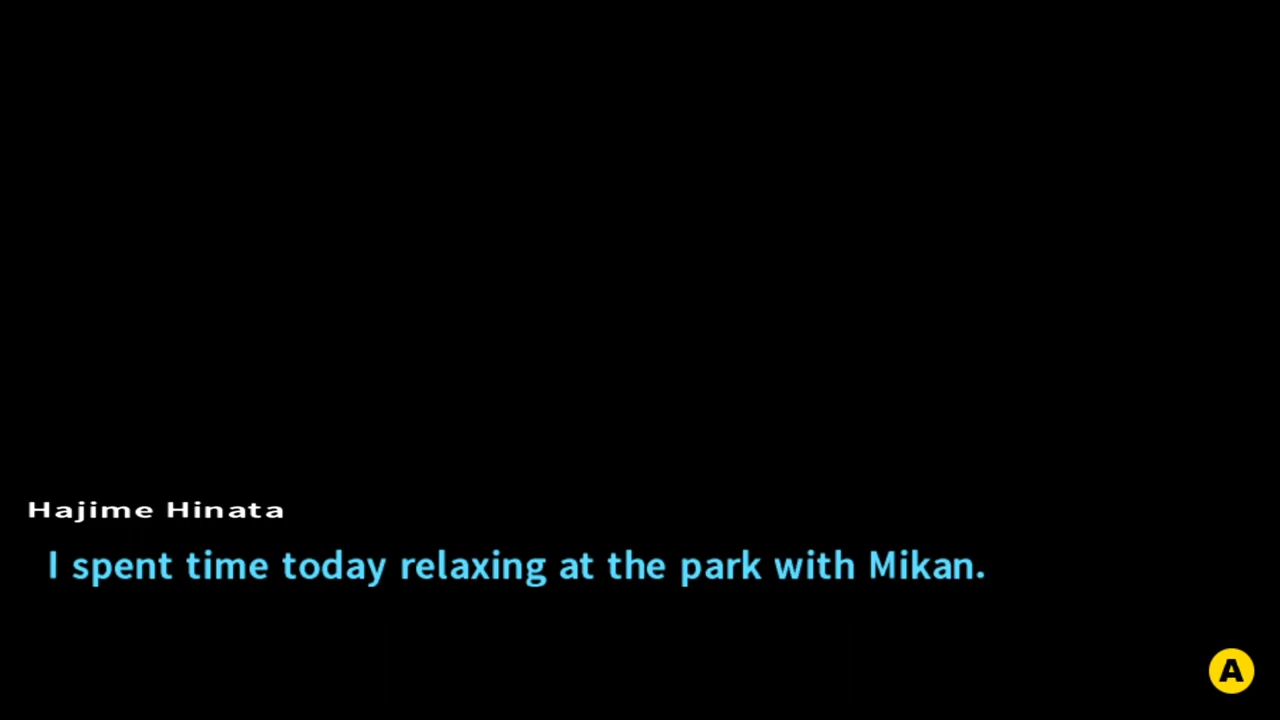 Hajime Hinata
I spent time today relaxing at the park with Mikan.
A